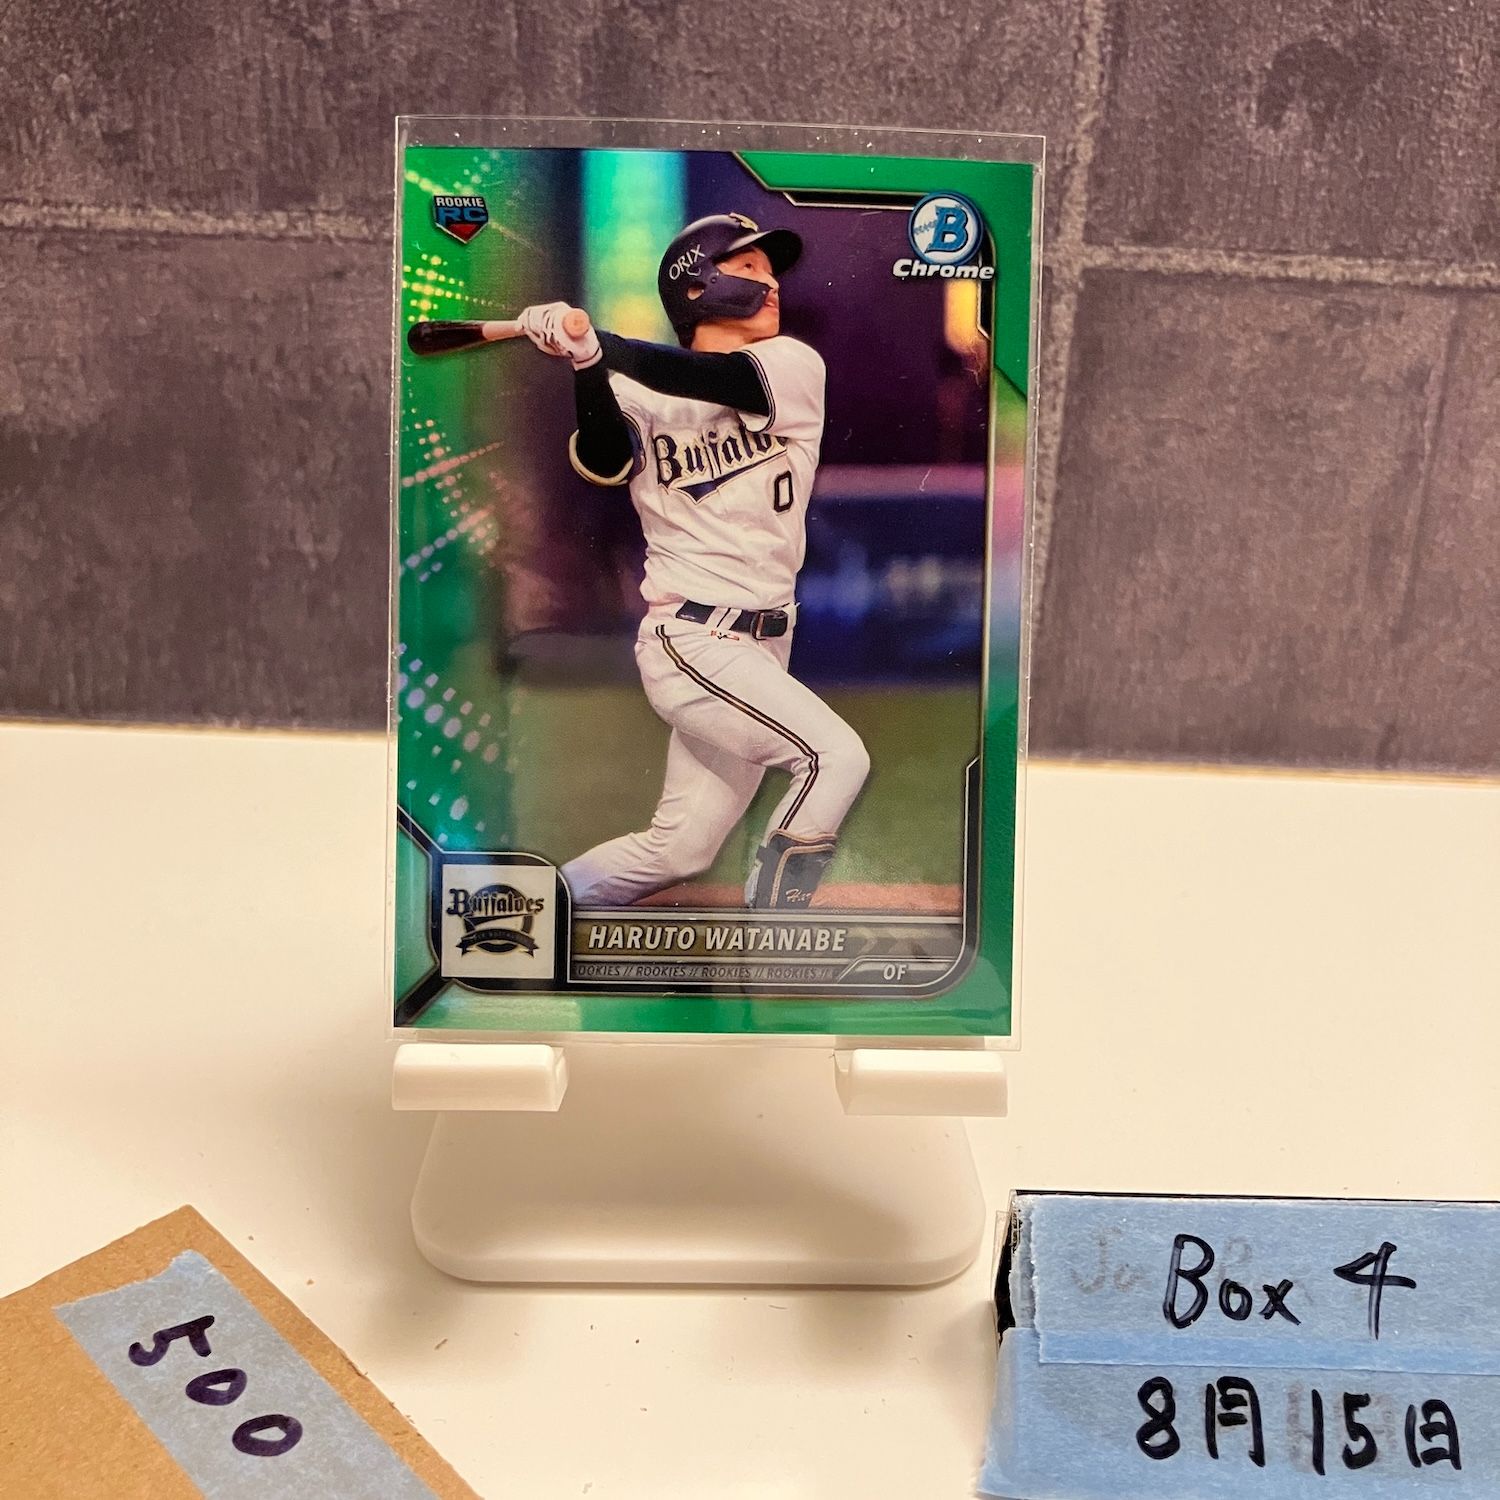 ROOKIE
RC
B
Chrome
ORIX
Buffaloes
0
Buffaloes
HARUTO WATANABE
OOKIES // ROOKIES // ROOKIES // ROOKIES //
OF
500
Box 4
8月15日